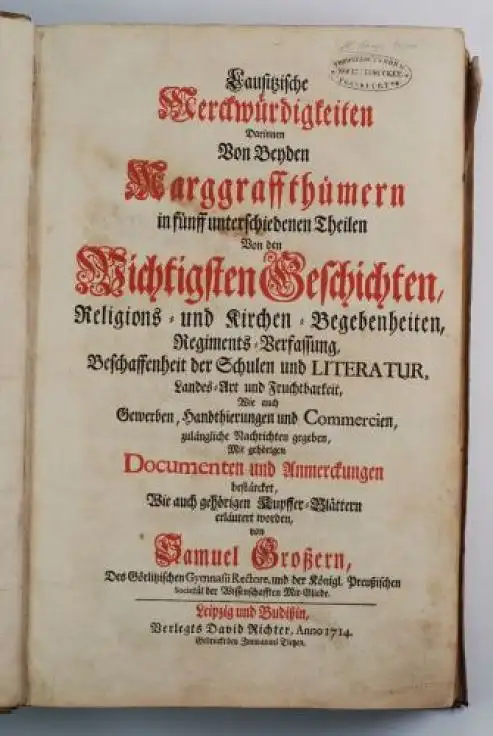 Lausitzische
Merckwürdigkeiten
Darinnen
Von Beyden
Marggraffthümern
in fünff unterschiedenen Theilen
Von den
Wichtigsten Geschichten,
Religions- und Kirchen-Begebenheiten,
Regiments-Verfassung,
Beschaffenheit der Schulen und LITERATUR,
Landes-Art und Fruchtbarkeit,
Wie auch
Gewerben, Handthierungen und Commercien,
zulängliche Nachrichten gegeben,
Mit gehörigen
Documenten und Anmerckungen
bestärcket,
Wie auch gehörigen Kupffer-Blättern
erläutert worden,
von
Samuel Großern,
Des Görlitzischen Gymnasii Rectore, und der Königl. Preußischen
Societät der Wissenschafften Mit-Gliede.
Leipzig und Budißin,
Verlegts David Richter, Anno 1714.
Gedruckt bey Immanuel Tietzen.